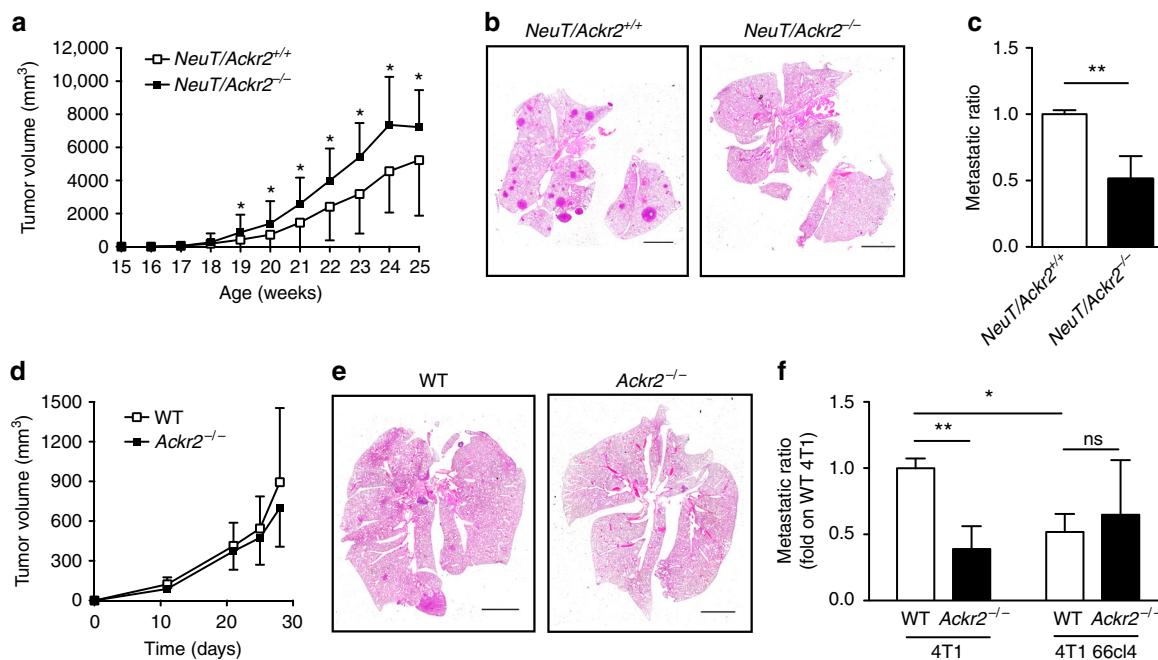 a
Tumor volume (mm³)
12,000
10,000
8000
6000
4000
2000
0
NeuT/Ackr2+/+
NeuT/Ackr2−/−
* * * * * * *
15 16 17 18 19 20 21 22 23 24 25
Age (weeks)
b
NeuT/Ackr2+/+ NeuT/Ackr2−/−
c
Metastatic ratio
1.5
1.0
0.5
0.0
**
NeuT/Ackr2+/+
NeuT/Ackr2−/−
d
Tumor volume (mm³)
1500
1200
900
600
300
0
WT
Ackr2−/−
0 10 20 30
Time (days)
e
WT Ackr2−/−
f
Metastatic ratio
(fold on WT 4T1)
1.5
1.0
0.5
0.0
*
**
ns
WT Ackr2−/− WT Ackr2−/−
4T1 4T1 66cl4